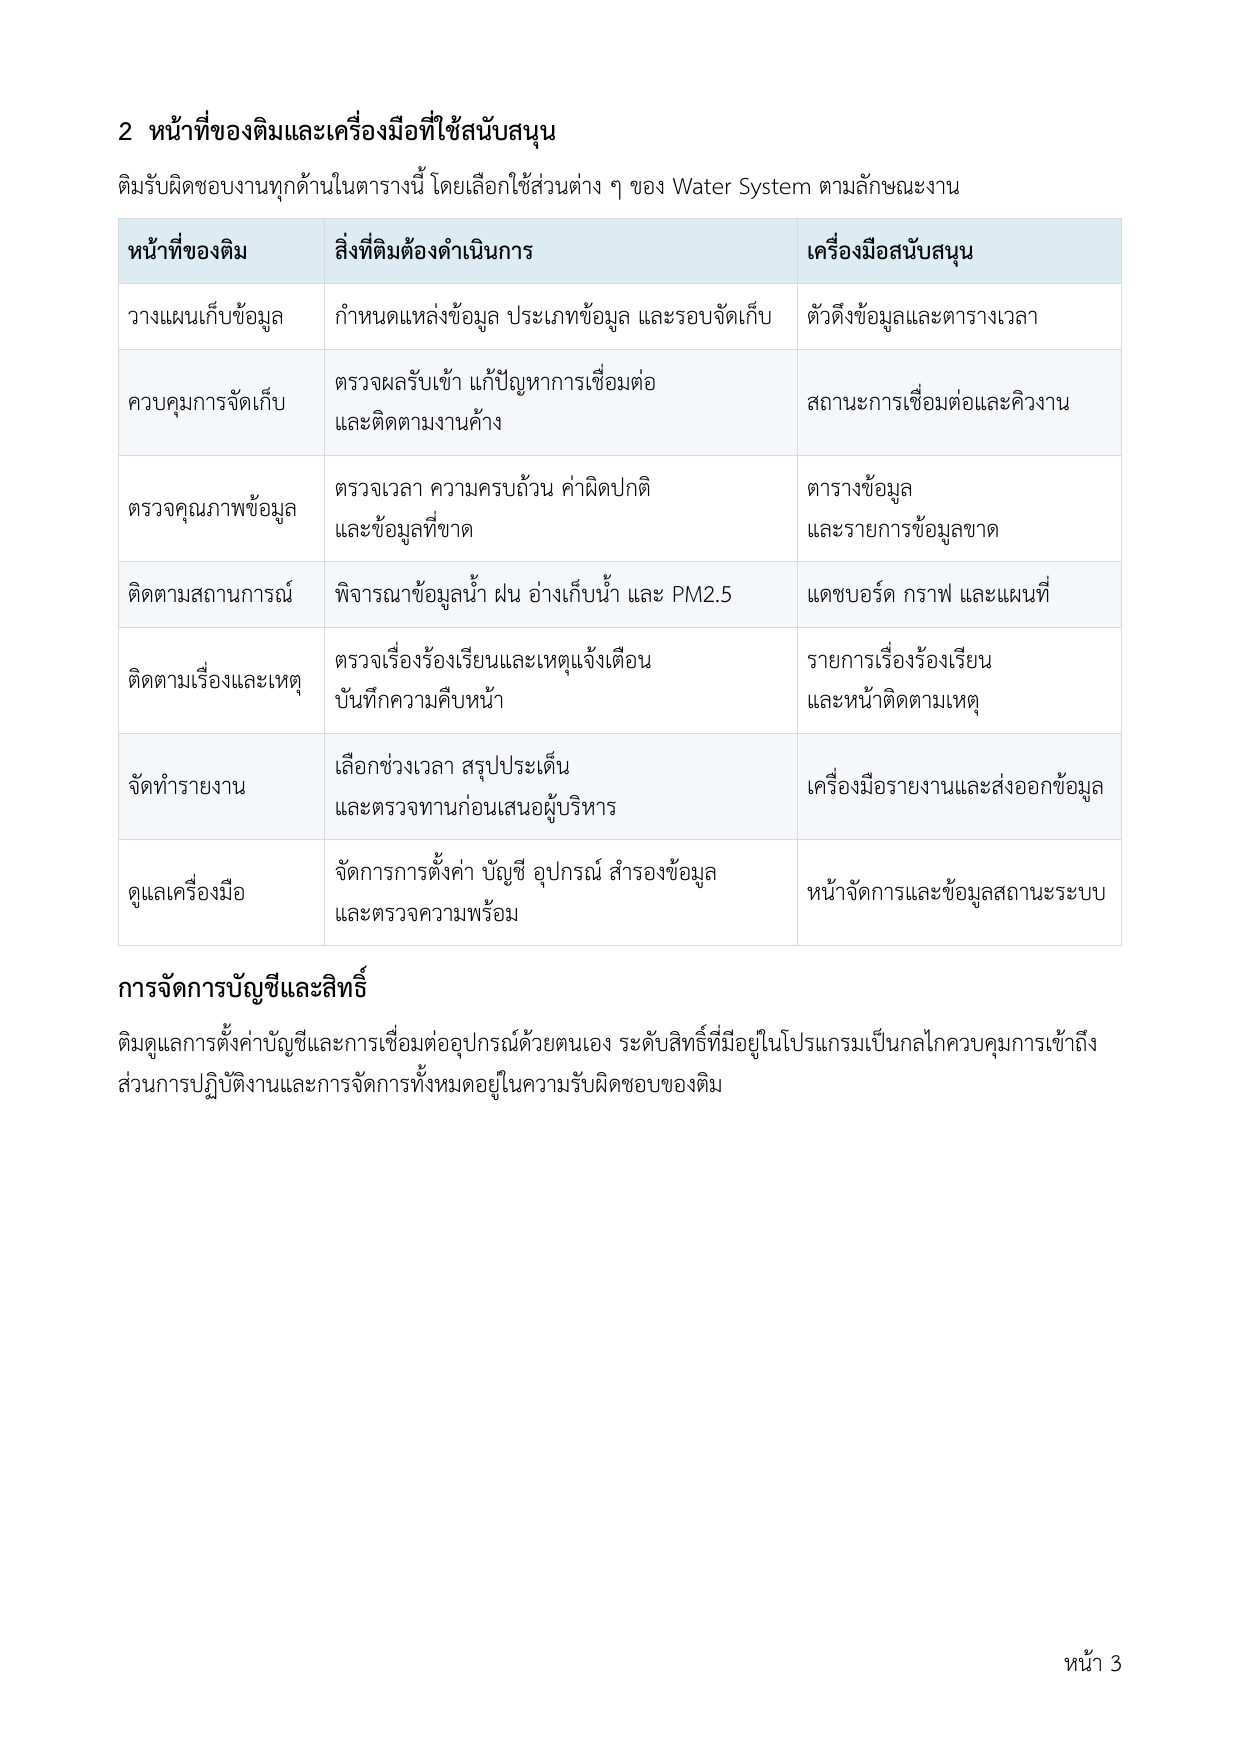 2 หน้าที่ของติมและเครื่องมือที่ใช้สนับสนุน
ติมรับผิดชอบงานทุกด้านในตารางนี้ โดยเลือกใช้ส่วนต่าง ๆ ของ Water System ตามลักษณะงาน
หน้าที่ของติม สิ่งที่ติมต้องดำเนินการ เครื่องมือสนับสนุน
วางแผนเก็บข้อมูล กำหนดแหล่งข้อมูล ประเภทข้อมูล และรอบจัดเก็บ ตัวดึงข้อมูลและตารางเวลา
ควบคุมการจัดเก็บ
ตรวจผลรับเข้า แก้ปัญหาการเชื่อมต่อ
และติดตามงานค้าง
สถานะการเชื่อมต่อและคิวงาน
ตรวจคุณภาพข้อมูล
ตรวจเวลา ความครบถ้วน ค่าผิดปกติ
และข้อมูลที่ขาด
ตารางข้อมูล
และรายการข้อมูลขาด
ติดตามสถานการณ์ พิจารณาข้อมูลน้ำ ฝน อ่างเก็บน้ำ และ PM2.5 แดชบอร์ด กราฟ และแผนที่
ติดตามเรื่องและเหตุ
ตรวจเรื่องร้องเรียนและเหตุแจ้งเตือน
บันทึกความคืบหน้า
รายการเรื่องร้องเรียน
และหน้าติดตามเหตุ
จัดทำรายงาน
เลือกช่วงเวลา สรุปประเด็น
และตรวจทานก่อนเสนอผู้บริหาร
เครื่องมือรายงานและส่งออกข้อมูล
ดูแลเครื่องมือ
จัดการการตั้งค่า บัญชี อุปกรณ์ สำรองข้อมูล
และตรวจความพร้อม
หน้าจัดการและข้อมูลสถานะระบบ
การจัดการบัญชีและสิทธิ์
ติมดูแลการตั้งค่าบัญชีและการเชื่อมต่ออุปกรณ์ด้วยตนเอง ระดับสิทธิ์ที่มีอยู่ในโปรแกรมเป็นกลไกควบคุมการเข้าถึง
ส่วนการปฏิบัติงานและการจัดการทั้งหมดอยู่ในความรับผิดชอบของติม
หน้า 3